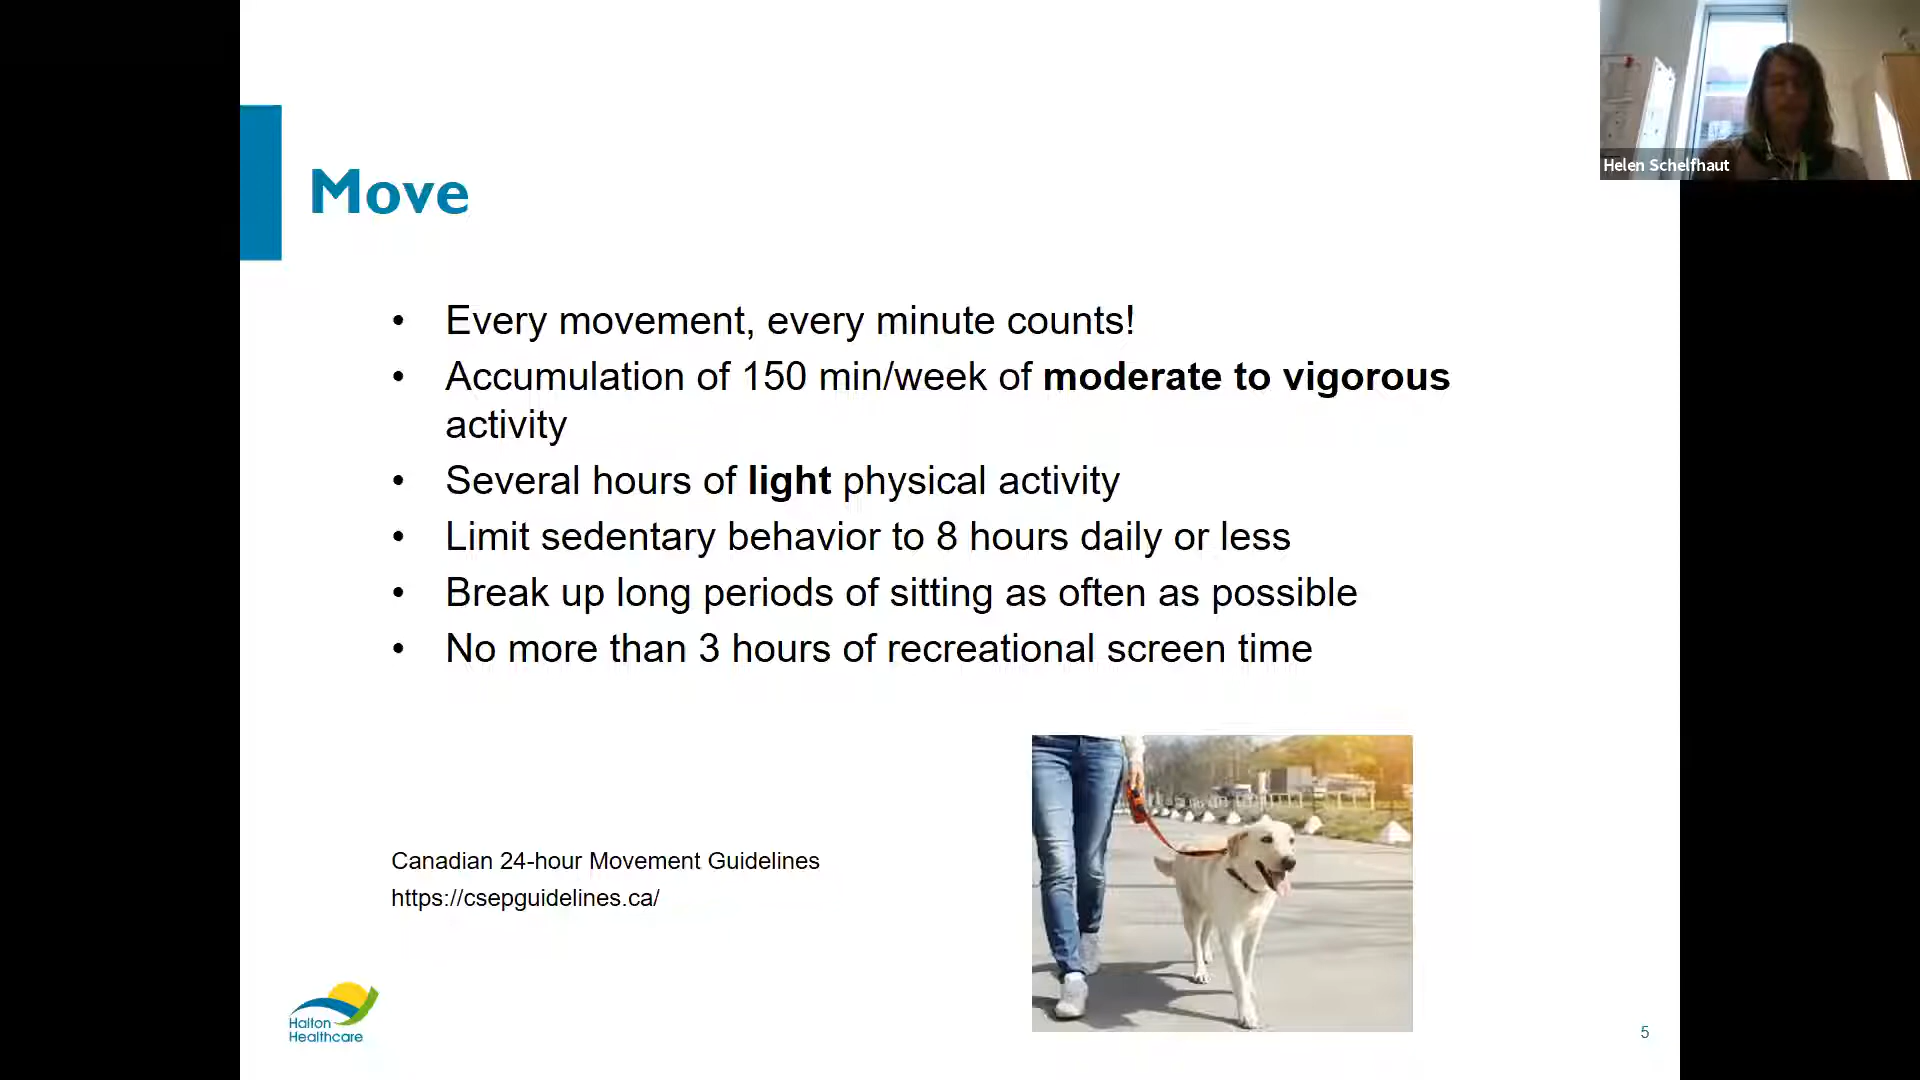 Helen Schelfhaut
Move
• Every movement, every minute counts!
• Accumulation of 150 min/week of moderate to vigorous
activity
• Several hours of light physical activity
• Limit sedentary behavior to 8 hours daily or less
• Break up long periods of sitting as often as possible
• No more than 3 hours of recreational screen time
Canadian 24-hour Movement Guidelines
https://csepguidelines.ca/
Halton
Healthcare
5